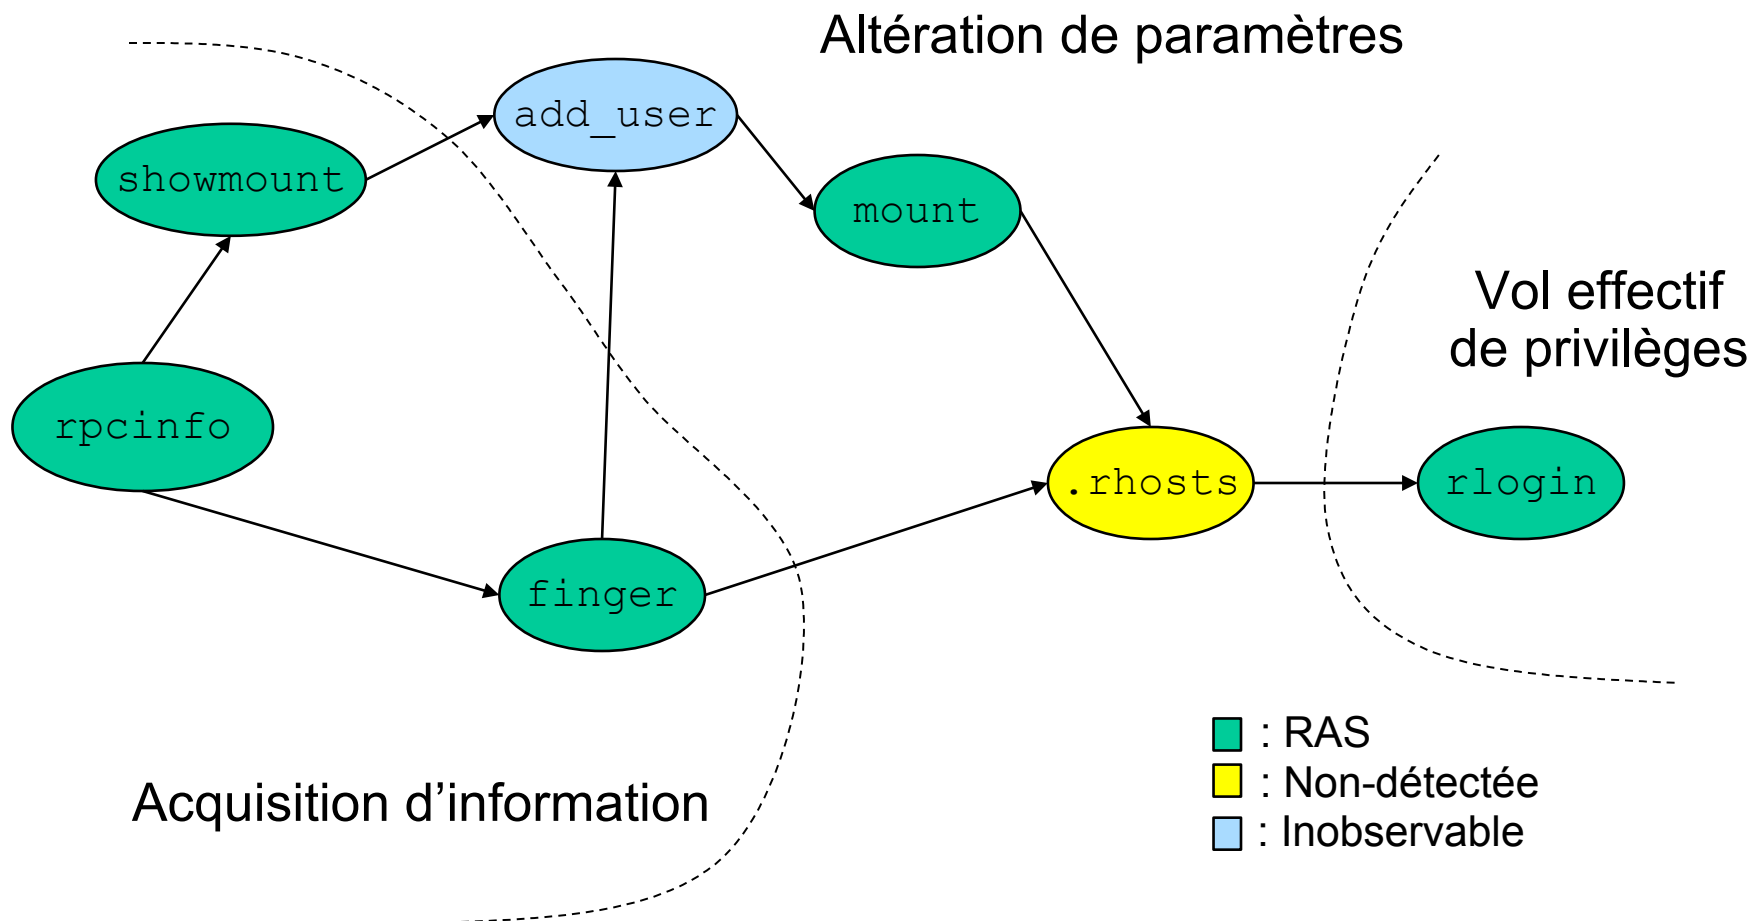 Altération de paramètres
add_user
showmount
mount
Vol effectif
de privilèges
rpcinfo
.rhosts
rlogin
finger
: RAS
: Non-détectée
: Inobservable
Acquisition d’information